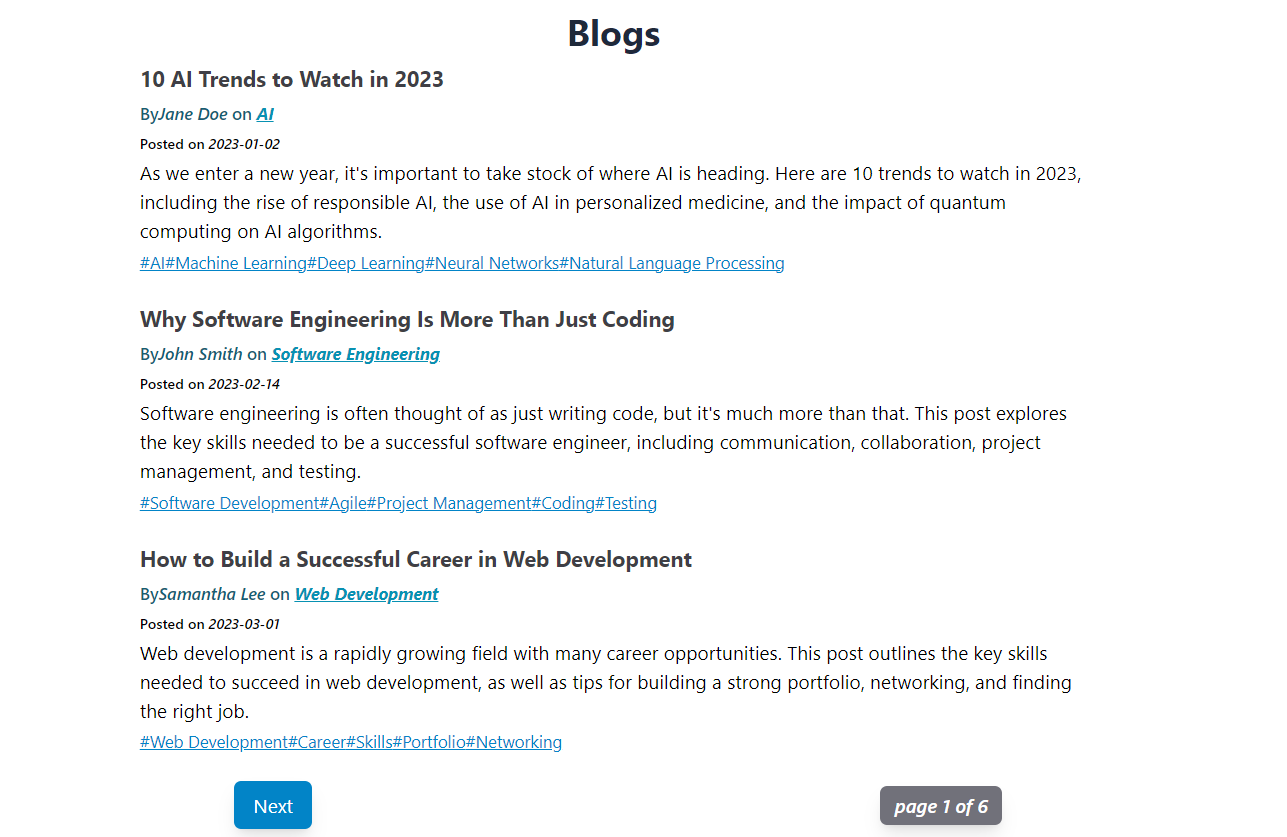 Blogs
10 AI Trends to Watch in 2023
ByJane Doe on AI
Posted on 2023-01-02
As we enter a new year, it's important to take stock of where AI is heading. Here are 10 trends to watch in 2023,
including the rise of responsible AI, the use of AI in personalized medicine, and the impact of quantum
computing on AI algorithms.
#AI#Machine Learning#Deep Learning#Neural Networks#Natural Language Processing
Why Software Engineering Is More Than Just Coding
ByJohn Smith on Software Engineering
Posted on 2023-02-14
Software engineering is often thought of as just writing code, but it's much more than that. This post explores
the key skills needed to be a successful software engineer, including communication, collaboration, project
management, and testing.
#Software Development#Agile#Project Management#Coding#Testing
How to Build a Successful Career in Web Development
BySamantha Lee on Web Development
Posted on 2023-03-01
Web development is a rapidly growing field with many career opportunities. This post outlines the key skills
needed to succeed in web development, as well as tips for building a strong portfolio, networking, and finding
the right job.
#Web Development#Career#Skills#Portfolio#Networking
Next
page 1 of 6